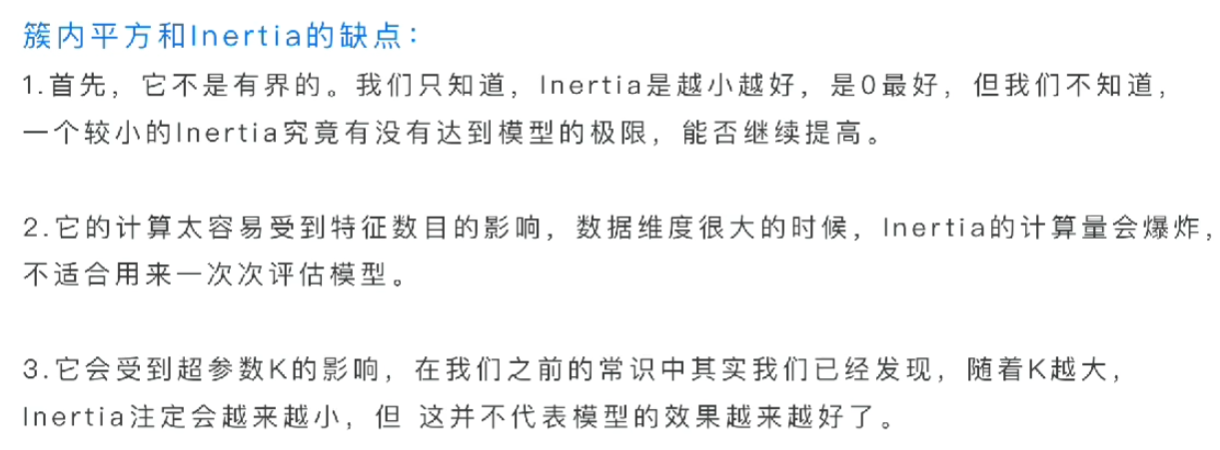 簇内平方和Inertia的缺点：
1.首先，它不是有界的。我们只知道，Inertia是越小越好，是0最好，但我们不知道，
一个较小的Inertia究竟有没有达到模型的极限，能否继续提高。
2.它的计算太容易受到特征数目的影响，数据维度很大的时候，Inertia的计算量会爆炸，
不适合用来一次次评估模型。
3.它会受到超参数K的影响，在我们之前的常识中其实我们已经发现，随着K越大，
Inertia注定会越来越小，但 这并不代表模型的效果越来越好了。